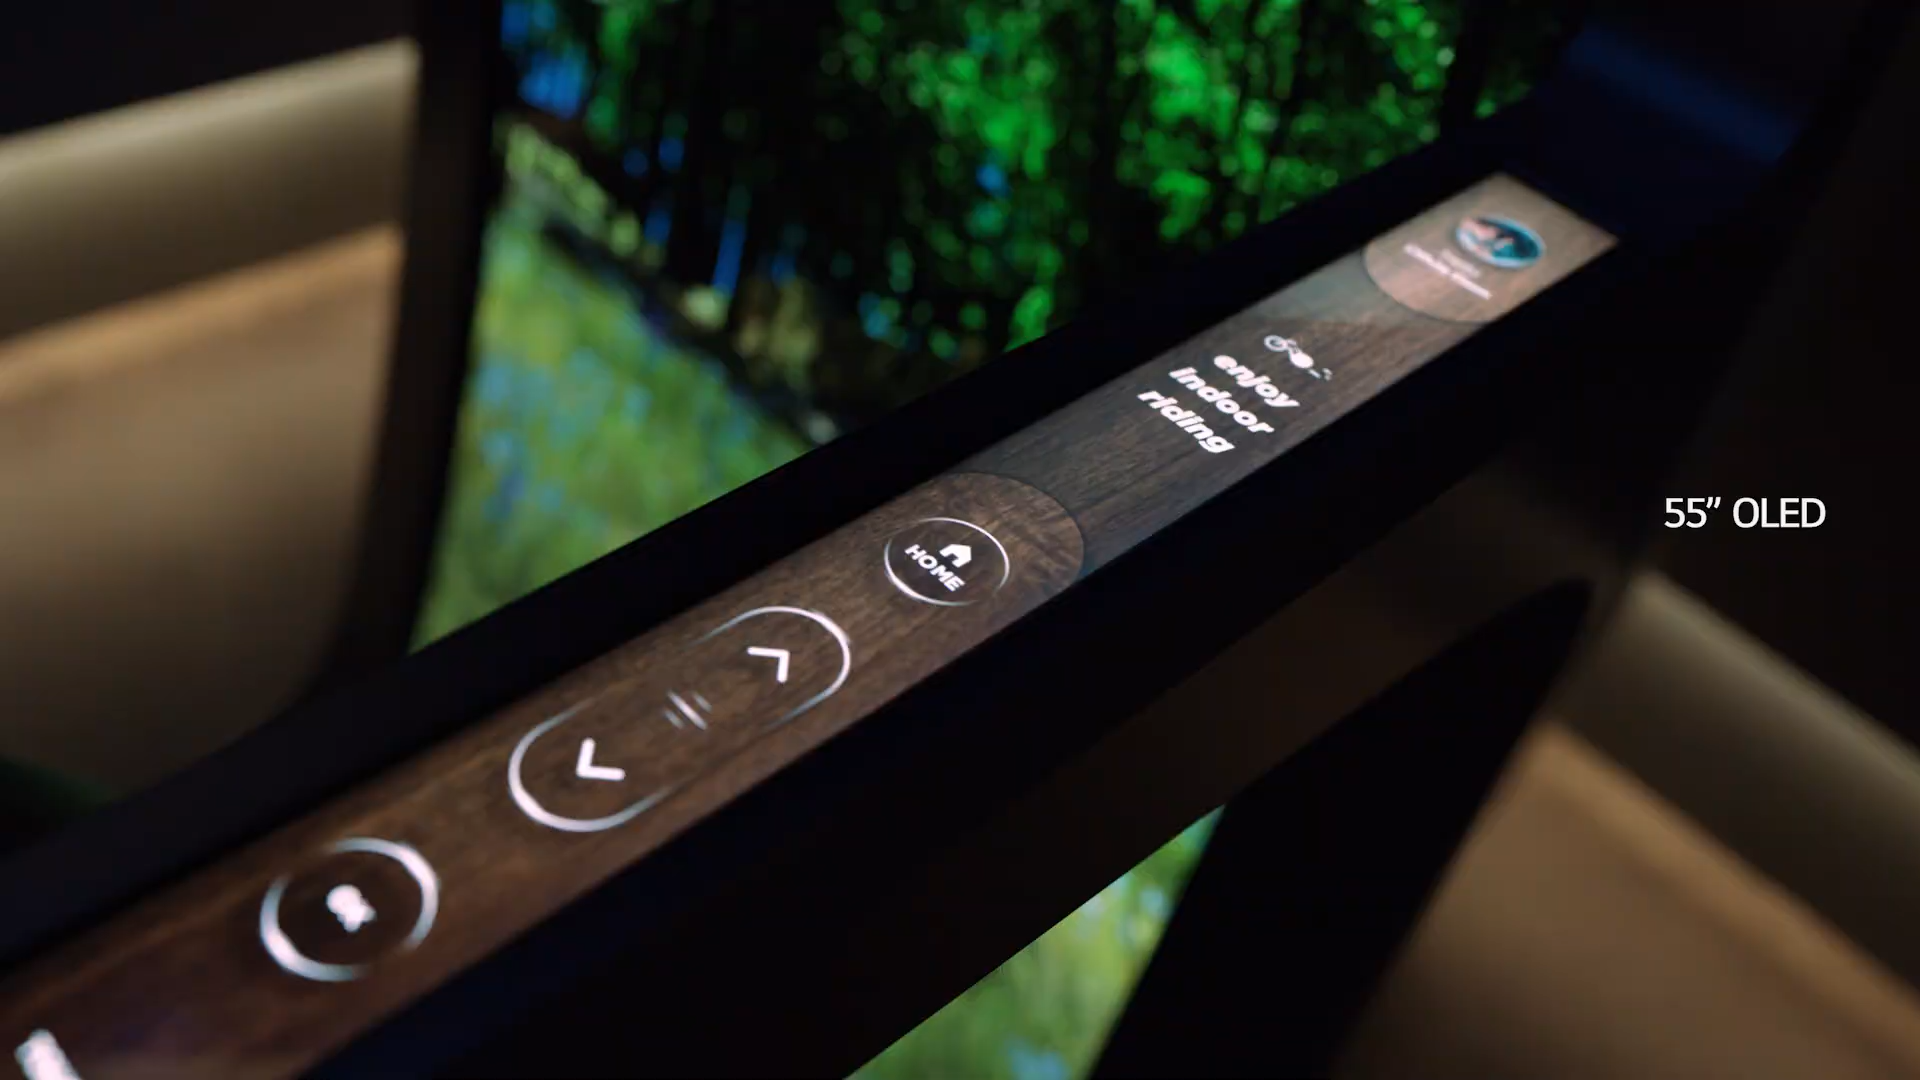 enjoy
indoor
riding
HOME
55” OLED